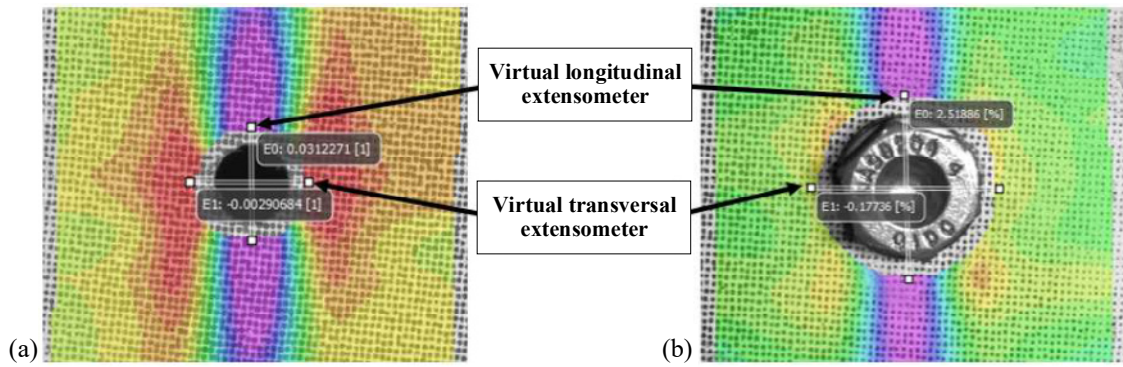 Virtual longitudinal
extensometer
E0: 0.0312271 [1]
E0: 2.51886 [%]
Virtual transversal
extensometer
E1: -0.00290684 [1]
E1: -0.17736 [%]
(a)
(b)